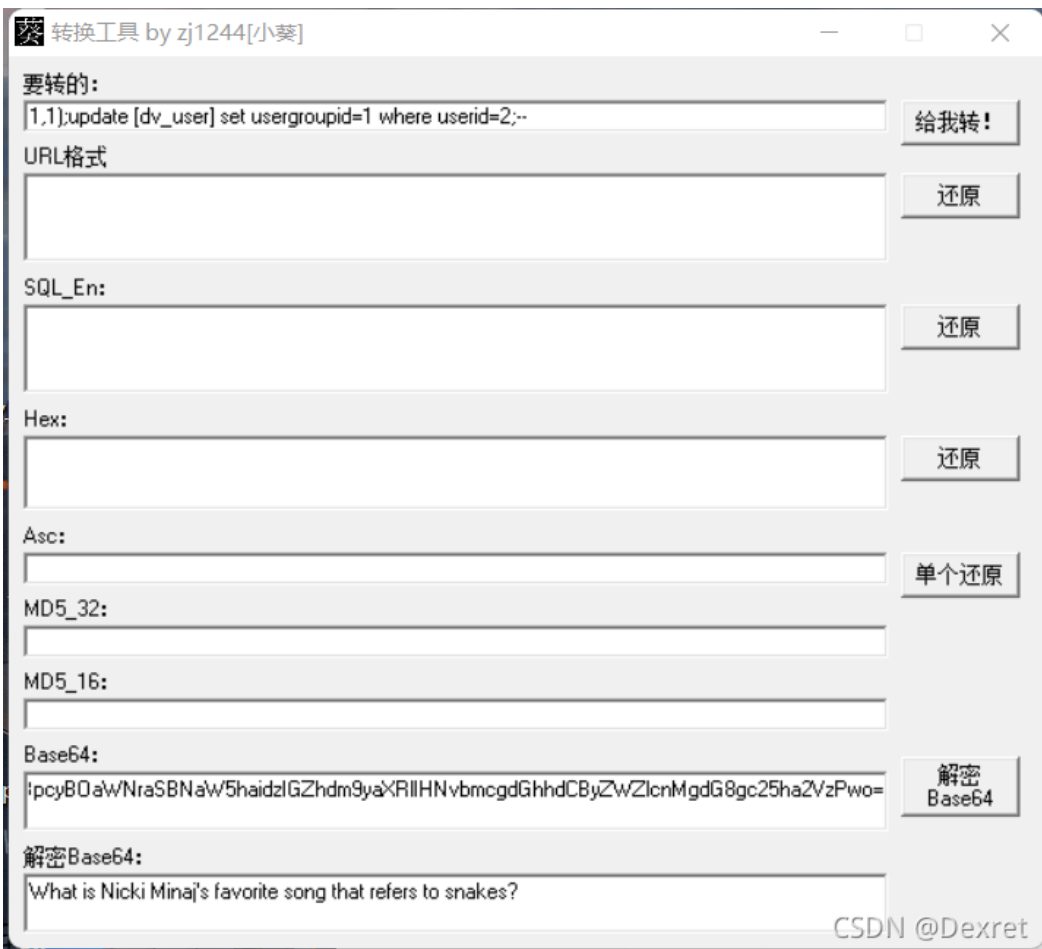 葵 转换工具 by zj1244[小葵]
要转的：
1,1);update [dv_user] set usergroupid=1 where userid=2;--
给我转！
URL格式
还原
SQL_En:
还原
Hex:
还原
Asc:
单个还原
MD5_32:
MD5_16:
Base64:
pcyBOaWNraSBNaW5haidzIGZhdm9yaXRlIHNvbmcgdGhhdCByZWZlcnMgdG8gc25ha2VzPwo=
解密
Base64
解密Base64：
What is Nicki Minaj's favorite song that refers to snakes?
CSDN @Dexret